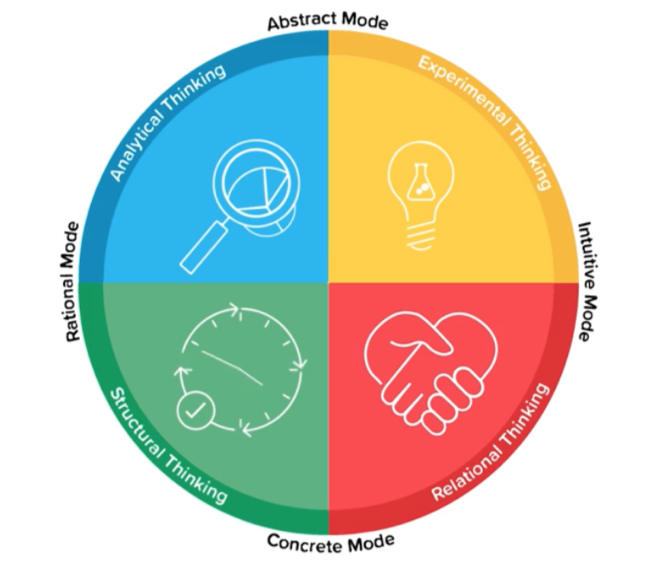 Abstract Mode
Analytical Thinking
Experimental Thinking
Rational Mode
Intuitive Mode
Structural Thinking
Relational Thinking
Concrete Mode